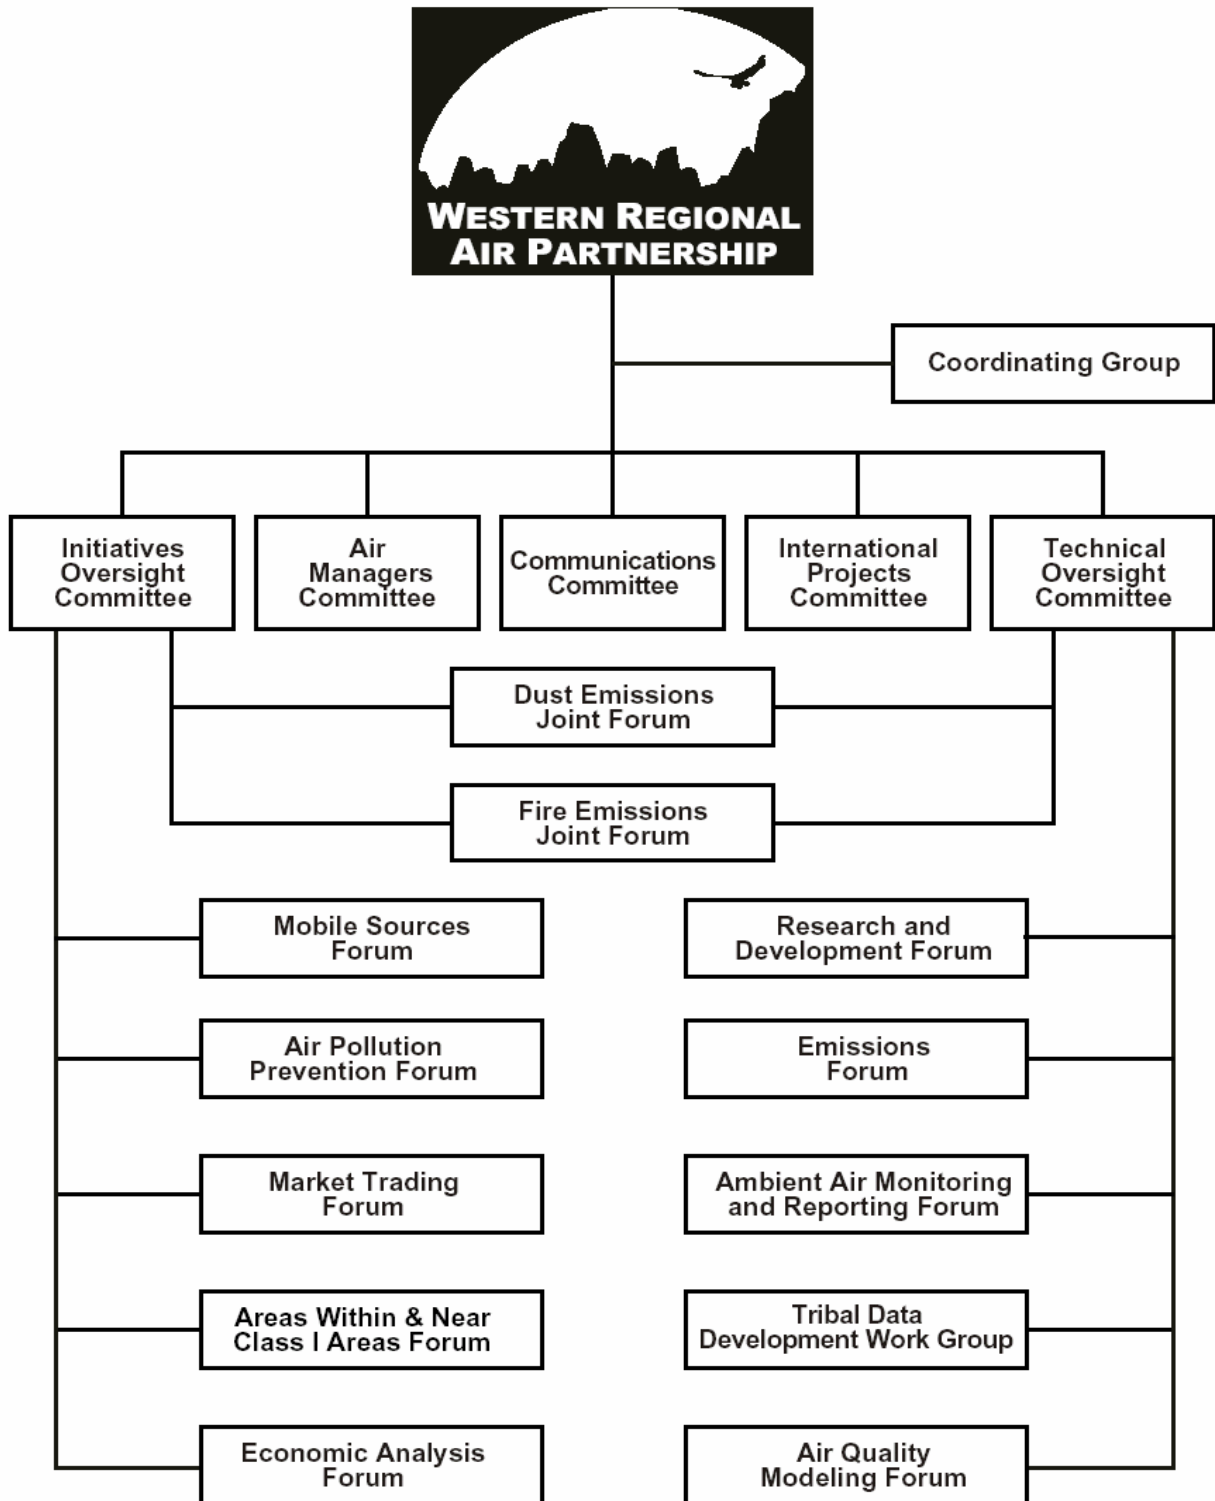 WESTERN REGIONAL
AIR PARTNERSHIP
Coordinating Group
Initiatives
Oversight
Committee
Air
Managers
Committee
Communications
Committee
International
Projects
Committee
Technical
Oversight
Committee
Dust Emissions
Joint Forum
Fire Emissions
Joint Forum
Mobile Sources
Forum
Research and
Development Forum
Air Pollution
Prevention Forum
Emissions
Forum
Market Trading
Forum
Ambient Air Monitoring
and Reporting Forum
Areas Within & Near
Class I Areas Forum
Tribal Data
Development Work Group
Economic Analysis
Forum
Air Quality
Modeling Forum